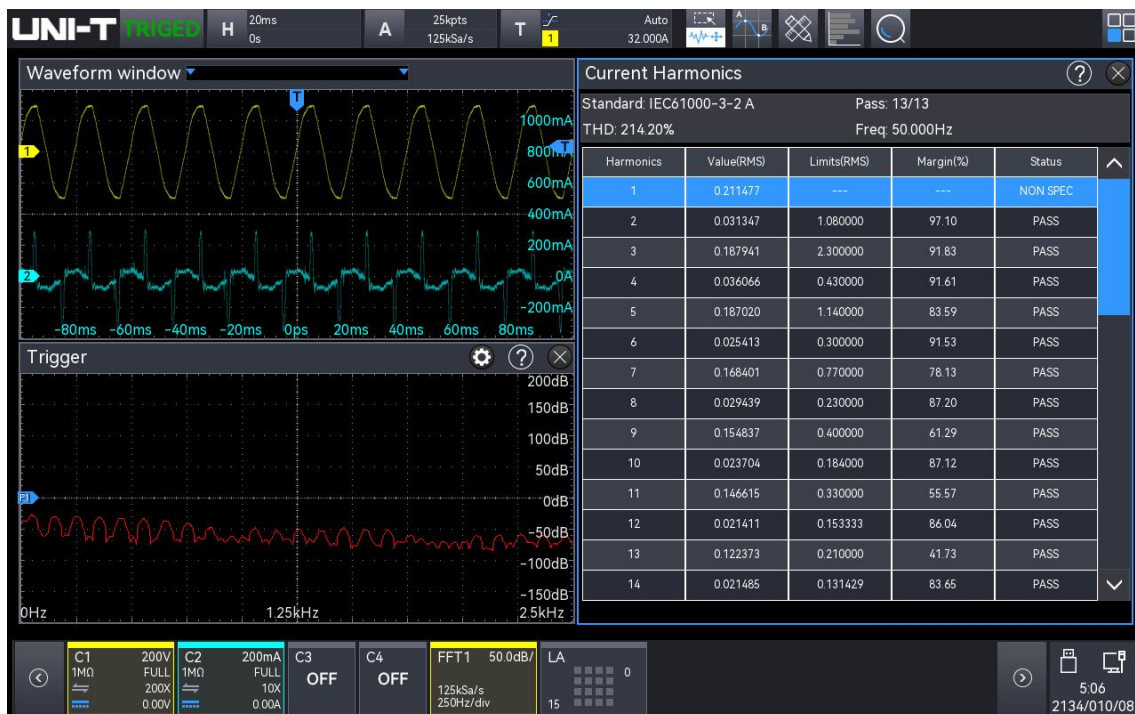 UNI-T TRIGED H 20ms 0s A 25kpts 125kSa/s T 1 Auto 32.000A A B
Waveform window
T
1000mA
1
800mA
T
600mA
400mA
200mA
2
0A
-200mA
-80ms -60ms -40ms -20ms 0ps 20ms 40ms 60ms 80ms
Trigger ?
200dB
150dB
100dB
50dB
0dB
-50dB
-100dB
-150dB
0Hz 1.25kHz 2.5kHz
Current Harmonics ?
Standard: IEC61000-3-2 A Pass: 13/13
THD: 214.20% Freq: 50.000Hz
Harmonics Value(RMS) Limits(RMS) Margin(%) Status
1 0.211477 --- --- NON SPEC
2 0.031347 1.080000 97.10 PASS
3 0.187941 2.300000 91.83 PASS
4 0.036066 0.430000 91.61 PASS
5 0.187020 1.140000 83.59 PASS
6 0.025413 0.300000 91.53 PASS
7 0.168401 0.770000 78.13 PASS
8 0.029439 0.230000 87.20 PASS
9 0.154837 0.400000 61.29 PASS
10 0.023704 0.184000 87.12 PASS
11 0.146615 0.330000 55.57 PASS
12 0.021411 0.153333 86.04 PASS
13 0.122373 0.210000 41.73 PASS
14 0.021485 0.131429 83.65 PASS
C1 200V
1MΩ FULL
200X
0.00V
C2 200mA
1MΩ FULL
10X
0.00A
C3
OFF
C4
OFF
FFT1 50.0dB/
125kSa/s
250Hz/div
LA
0
15
5:06
2134/010/08